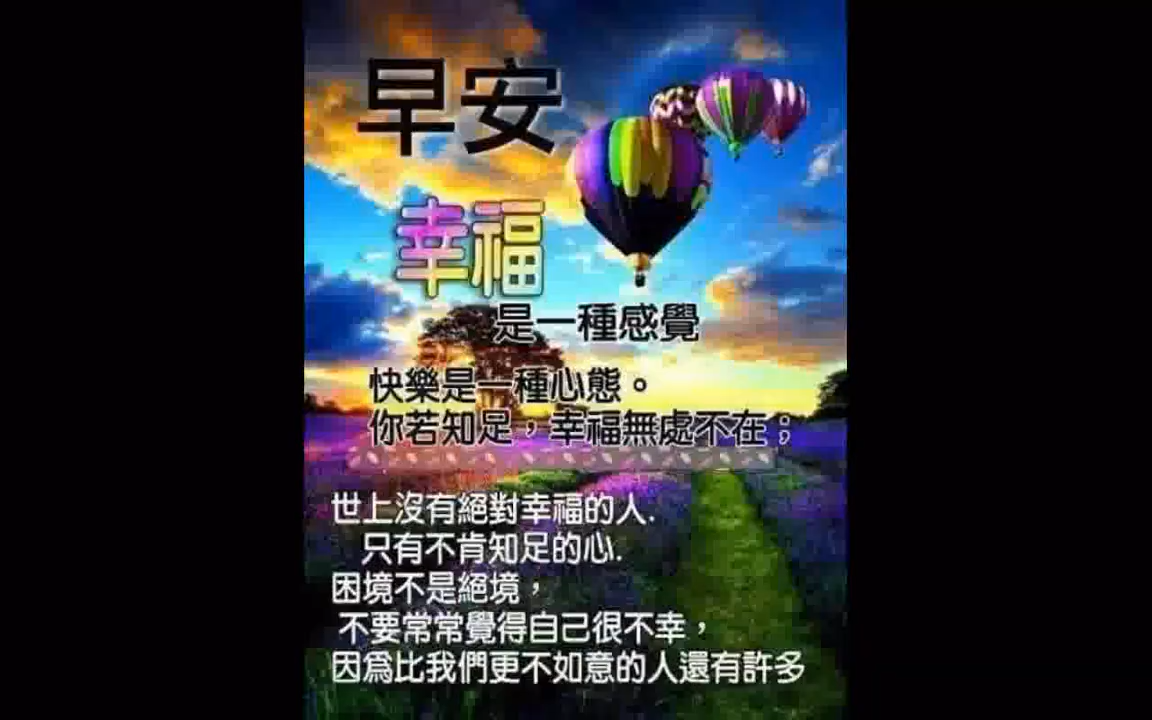 早安
幸福
是一種感覺
快樂是一種心態。
你若知足，幸福無處不在；
世上沒有絕對幸福的人.
只有不肯知足的心.
困境不是絕境，
不要常常覺得自己很不幸，
因為比我們更不如意的人還有許多